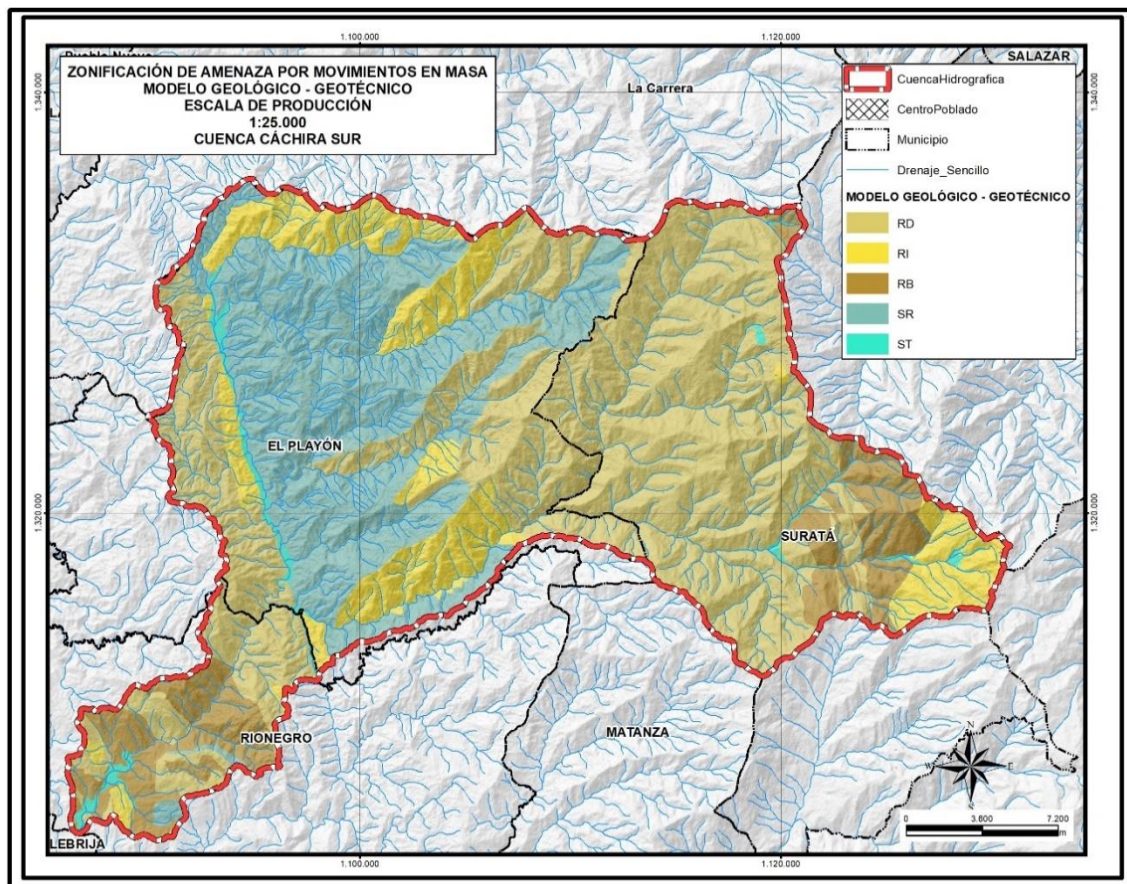 1.100.000
1.120.000
Pueblo Nuevo
SALAZAR
ZONIFICACIÓN DE AMENAZA POR MOVIMIENTOS EN MASA
MODELO GEOLÓGICO - GEOTÉCNICO
ESCALA DE PRODUCCIÓN
1:25.000
CUENCA CÁCHIRA SUR
La Carrera
1.340.000
1.340.000
CuencaHidrografica
CentroPoblado
Municipio
Drenaje_Sencillo
MODELO GEOLÓGICO - GEOTÉCNICO
RD
RI
RB
SR
ST
EL PLAYÓN
1.320.000
1.320.000
SURATÁ
RIONEGRO
MATANZA
N
W
E
S
0
3.600
7.200
m
LEBRIJA
1.100.000
1.120.000